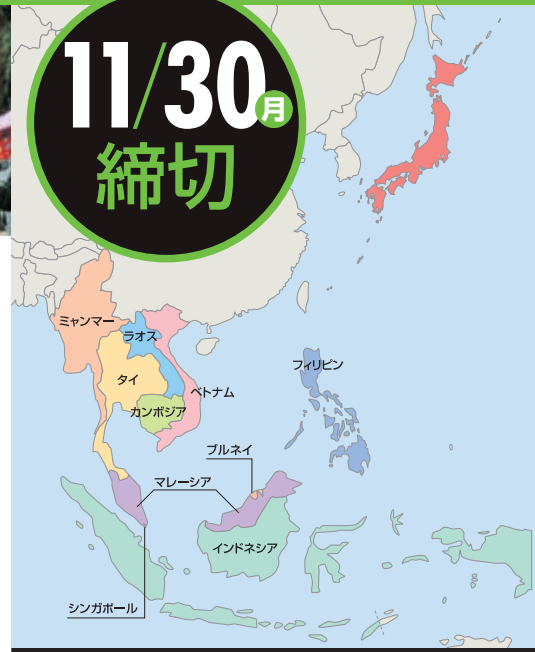 11/30月
締切
ミャンマー
ラオス
タイ
ベトナム
カンボジア
フィリピン
ブルネイ
マレーシア
インドネシア
シンガポール